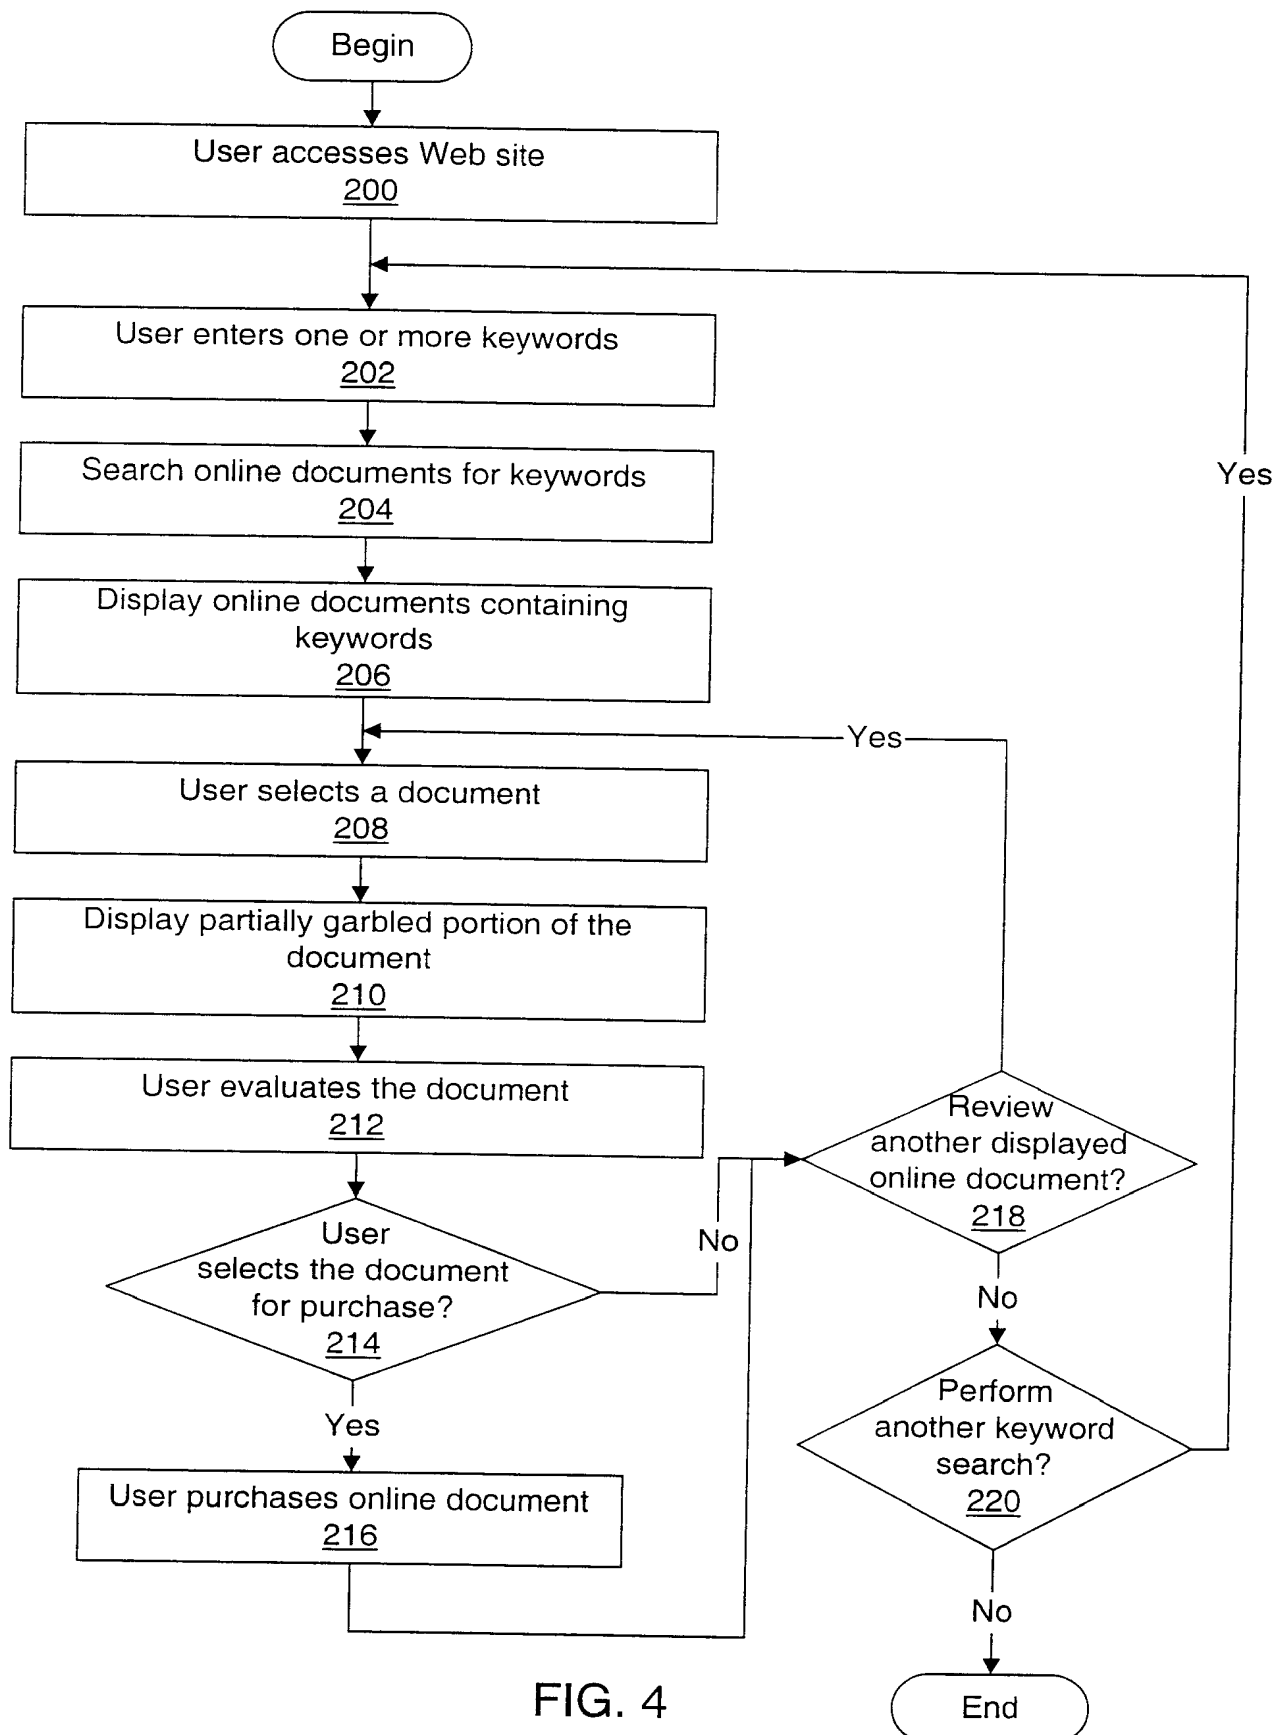 Begin
User accesses Web site
200
User enters one or more keywords
202
Search online documents for keywords
204
Yes
Display online documents containing
keywords
206
Yes
User selects a document
208
Display partially garbled portion of the
document
210
User evaluates the document
212
Review
another displayed
online document?
218
No
User
selects the document
for purchase?
214
No
Yes
Perform
another keyword
search?
220
User purchases online document
216
No
End
FIG. 4